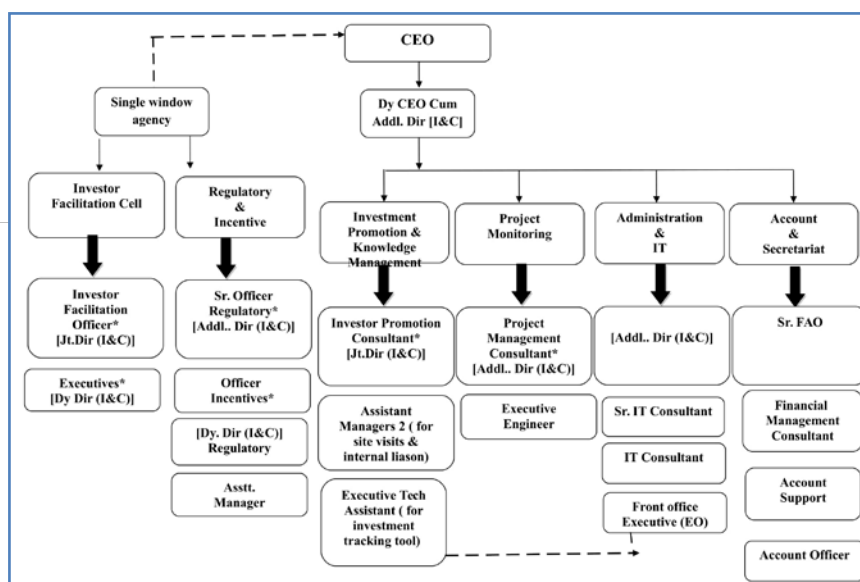 CEO
Single window
agency
Dy CEO Cum
Addl. Dir [I&C]
Investor
Facilitation Cell
Regulatory
&
Incentive
Investment
Promotion &
Knowledge
Management
Project
Monitoring
Administration
&
IT
Account
&
Secretariat
Investor
Facilitation
Officer*
[Jt.Dir (I&C)]
Sr. Officer
Regulatory*
[Addl.. Dir (I&C)]
Investor Promotion
Consultant*
[Jt.Dir (I&C)]
Project
Management
Consultant*
[Addl.. Dir (I&C)]
[Addl.. Dir (I&C)]
Sr. FAO
Executives*
[Dy Dir (I&C)]
Officer
Incentives*
Assistant
Managers 2 ( for
site visits &
internal liason)
Executive
Engineer
Sr. IT Consultant
Financial
Management
Consultant
[Dy. Dir (I&C)]
Regulatory
IT Consultant
Asstt.
Manager
Executive Tech
Assistant ( for
investment
tracking tool)
Front office
Executive (EO)
Account
Support
Account Officer